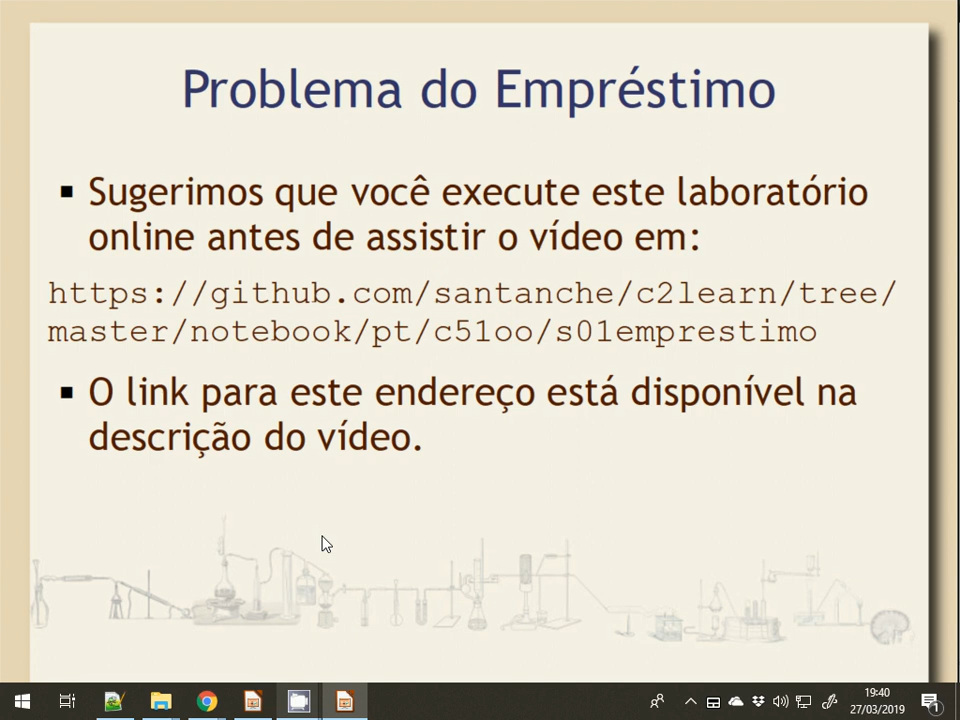 Problema do Empréstimo
▪ Sugerimos que você execute este laboratório
online antes de assistir o vídeo em:
https://github.com/santanche/c2learn/tree/
master/notebook/pt/c51oo/s01emprestimo
▪ O link para este endereço está disponível na
descrição do vídeo.
19:40
27/03/2019
1